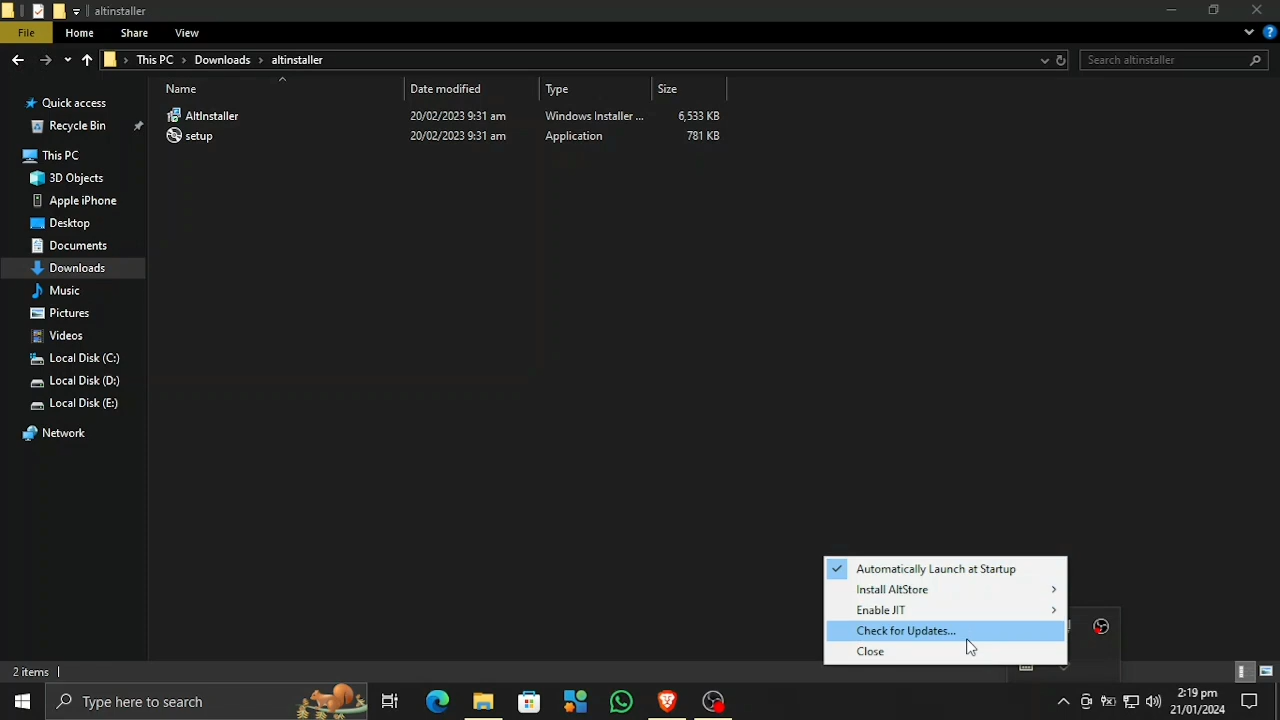 altinstaller
File Home Share View
This PC Downloads altinstaller Search altinstaller
Name Date modified Type Size
AltInstaller 20/02/2023 9:31 am Windows Installer ... 6,533 KB
setup 20/02/2023 9:31 am Application 781 KB
Quick access
Recycle Bin
This PC
3D Objects
Apple iPhone
Desktop
Documents
Downloads
Music
Pictures
Videos
Local Disk (C:)
Local Disk (D:)
Local Disk (E:)
Network
Automatically Launch at Startup
Install AltStore
Enable JIT
Check for Updates...
Close
2 items
Type here to search
2:19 pm
21/01/2024